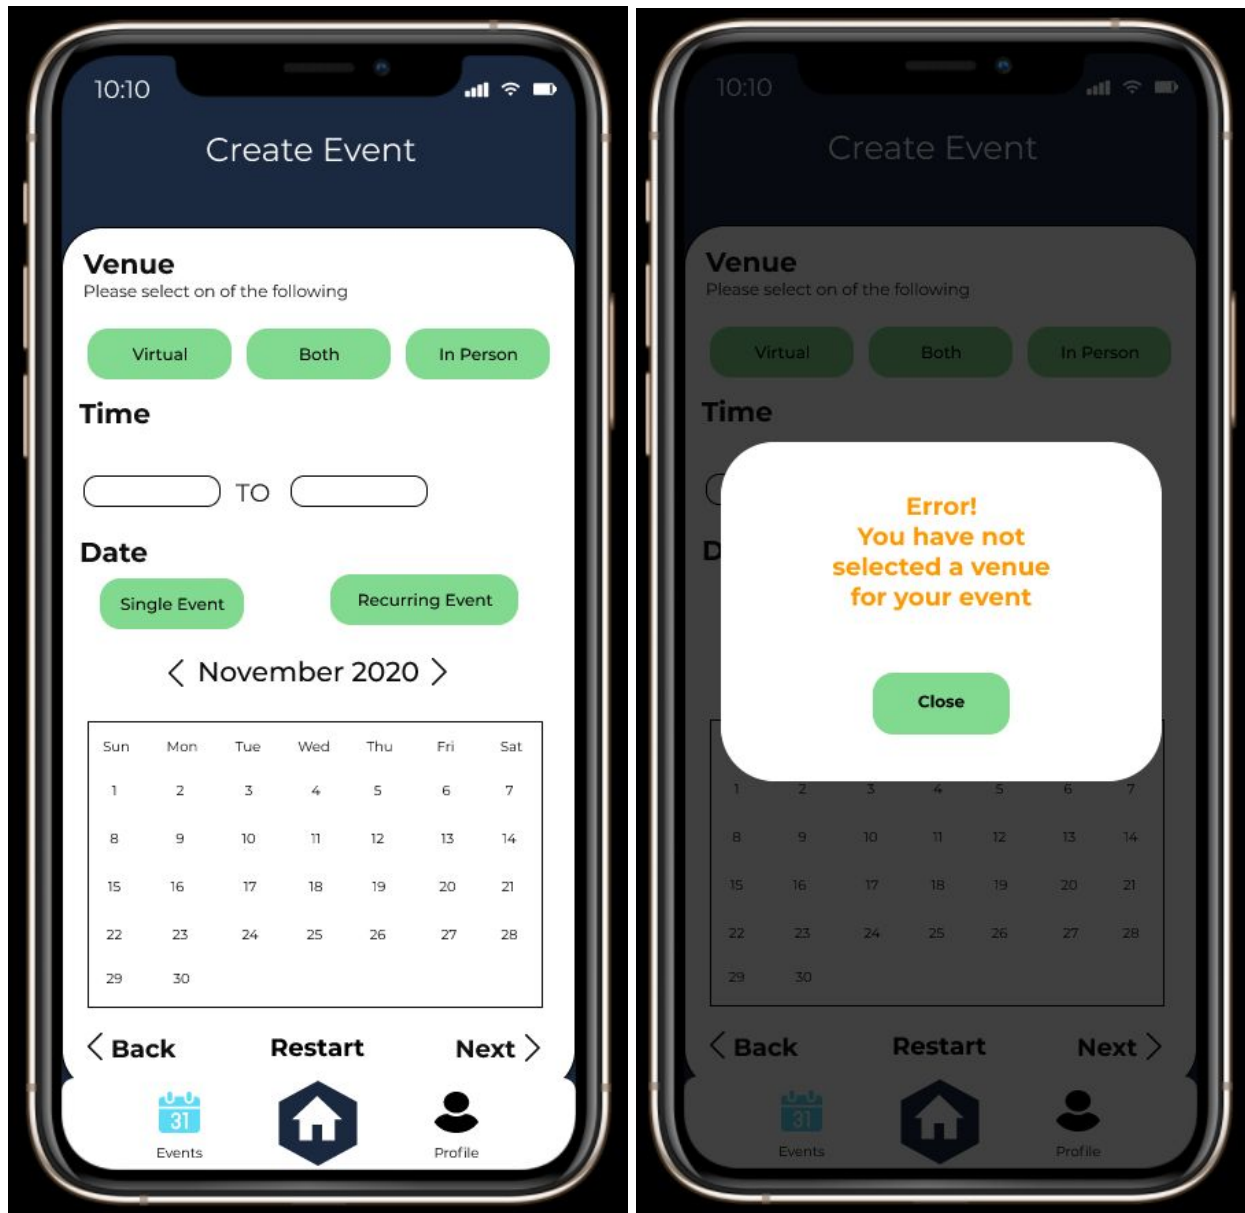 10:10
Create Event
Venue
Please select on of the following
Virtual Both In Person
Time
TO
Date
Single Event Recurring Event
November 2020
Sun Mon Tue Wed Thu Fri Sat
1 2 3 4 5 6 7
8 9 10 11 12 13 14
15 16 17 18 19 20 21
22 23 24 25 26 27 28
29 30
Back Restart Next
31
Events Profile
10:10
Create Event
Venue
Please select on of the following
Virtual Both In Person
Time
D
Error!
You have not
selected a venue
for your event
Close
1 2 3 4 5 6 7
8 9 10 11 12 13 14
15 16 17 18 19 20 21
22 23 24 25 26 27 28
29 30
Back Restart Next
31
Events Profile